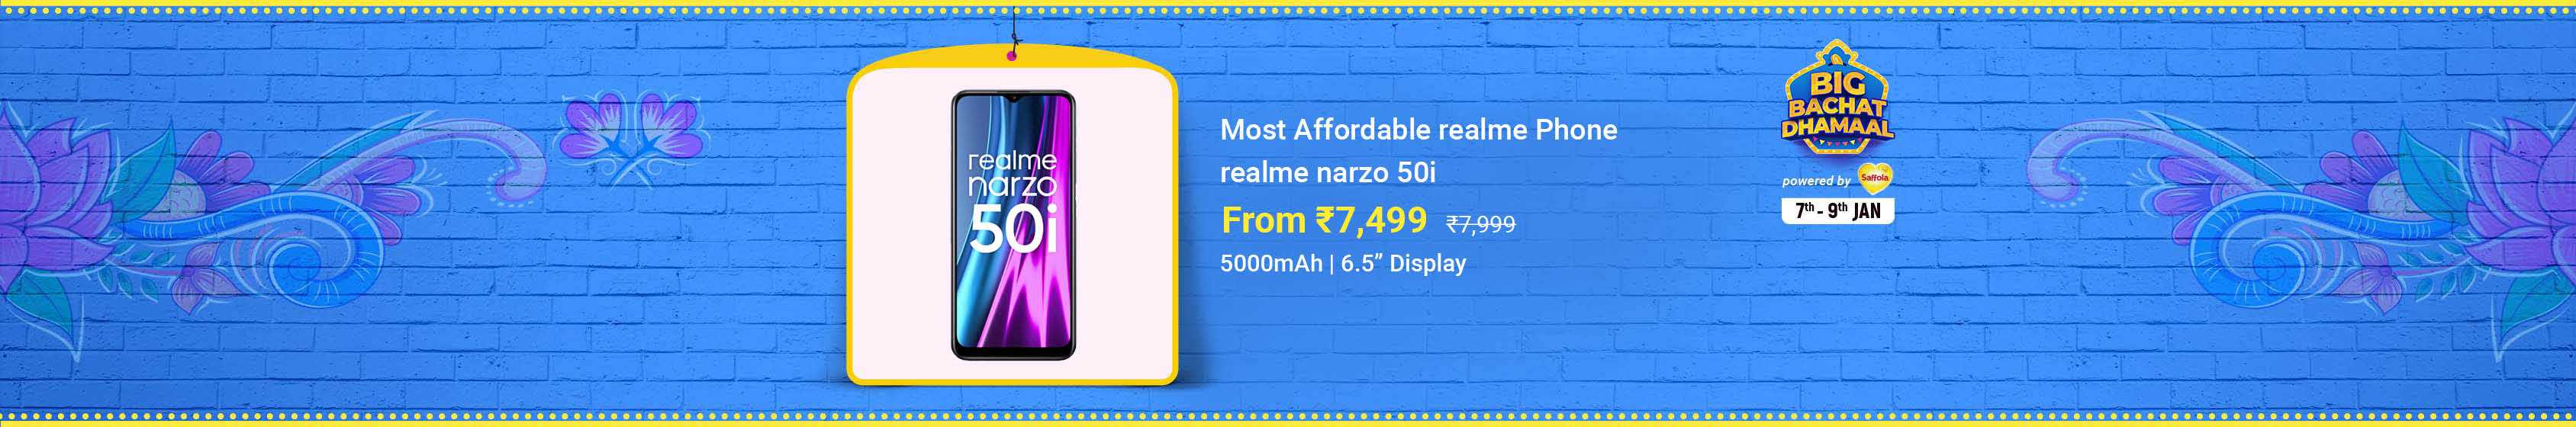 realme
narzo
50i
Most Affordable realme Phone
realme narzo 50i
From ₹7,499 ₹7,999
5000mAh | 6.5” Display
BIG
BACHAT
DHAMAAL
powered by Saffola
7th - 9th JAN